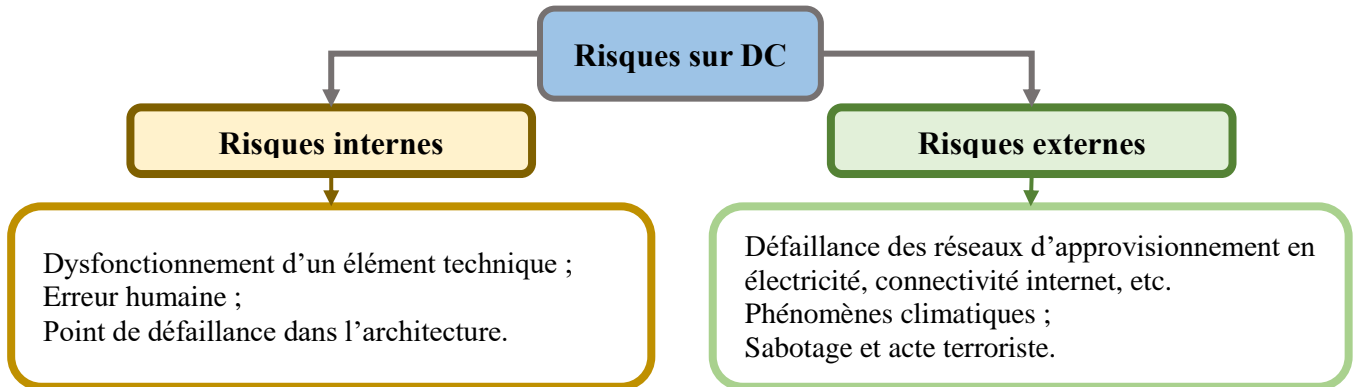 Risques sur DC
Risques internes
Risques externes
Dysfonctionnement d’un élément technique ;
Erreur humaine ;
Point de défaillance dans l’architecture.
Défaillance des réseaux d’approvisionnement en
électricité, connectivité internet, etc.
Phénomènes climatiques ;
Sabotage et acte terroriste.